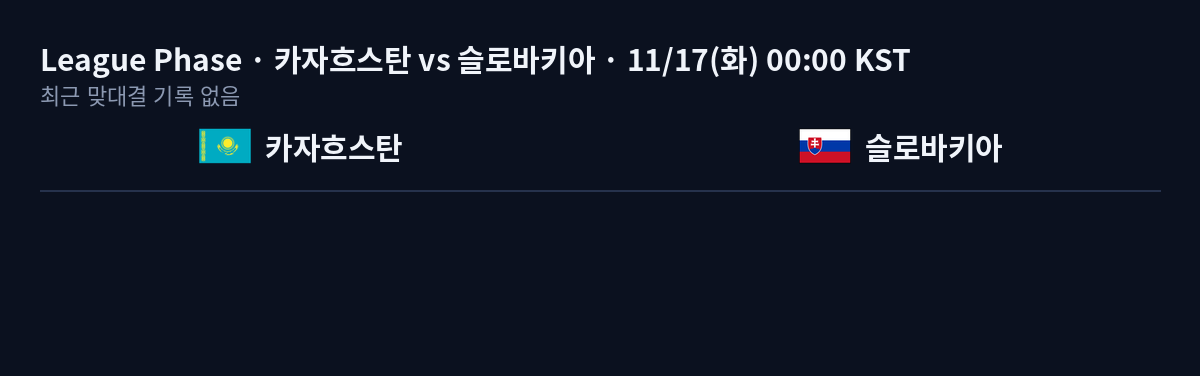 League Phase · 카자흐스탄 vs 슬로바키아 · 11/17(화) 00:00 KST
최근 맞대결 기록 없음
카자흐스탄 슬로바키아